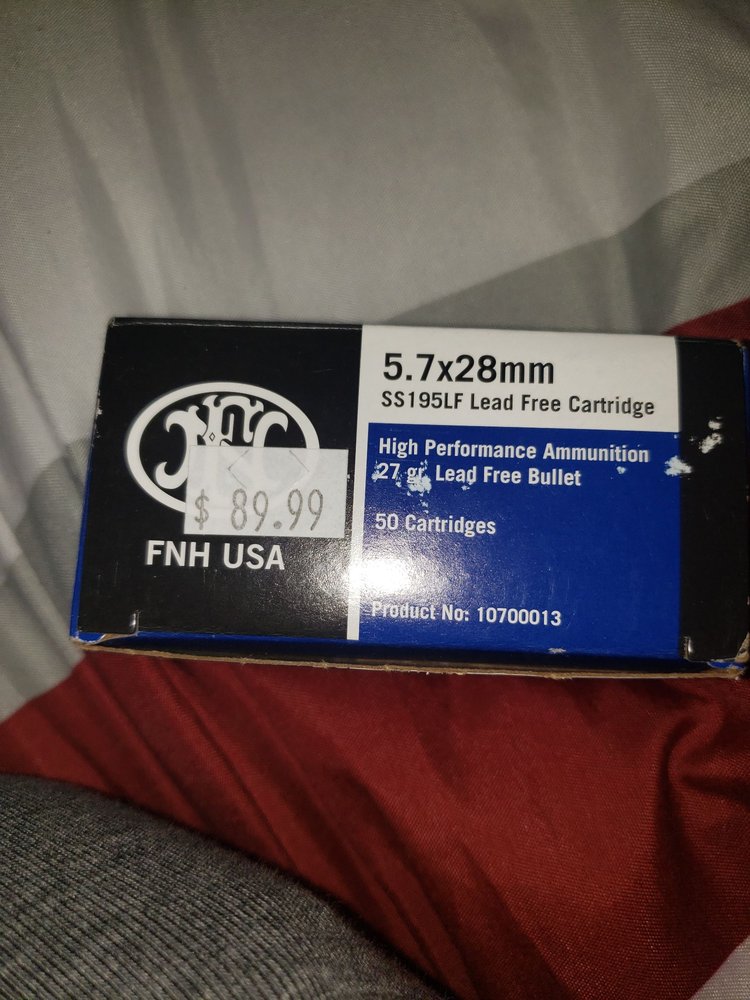 $ 89.99
FNH USA
5.7x28mm
SS195LF Lead Free Cartridge
High Performance Ammunition
27 gr. Lead Free Bullet
50 Cartridges
Product No: 10700013